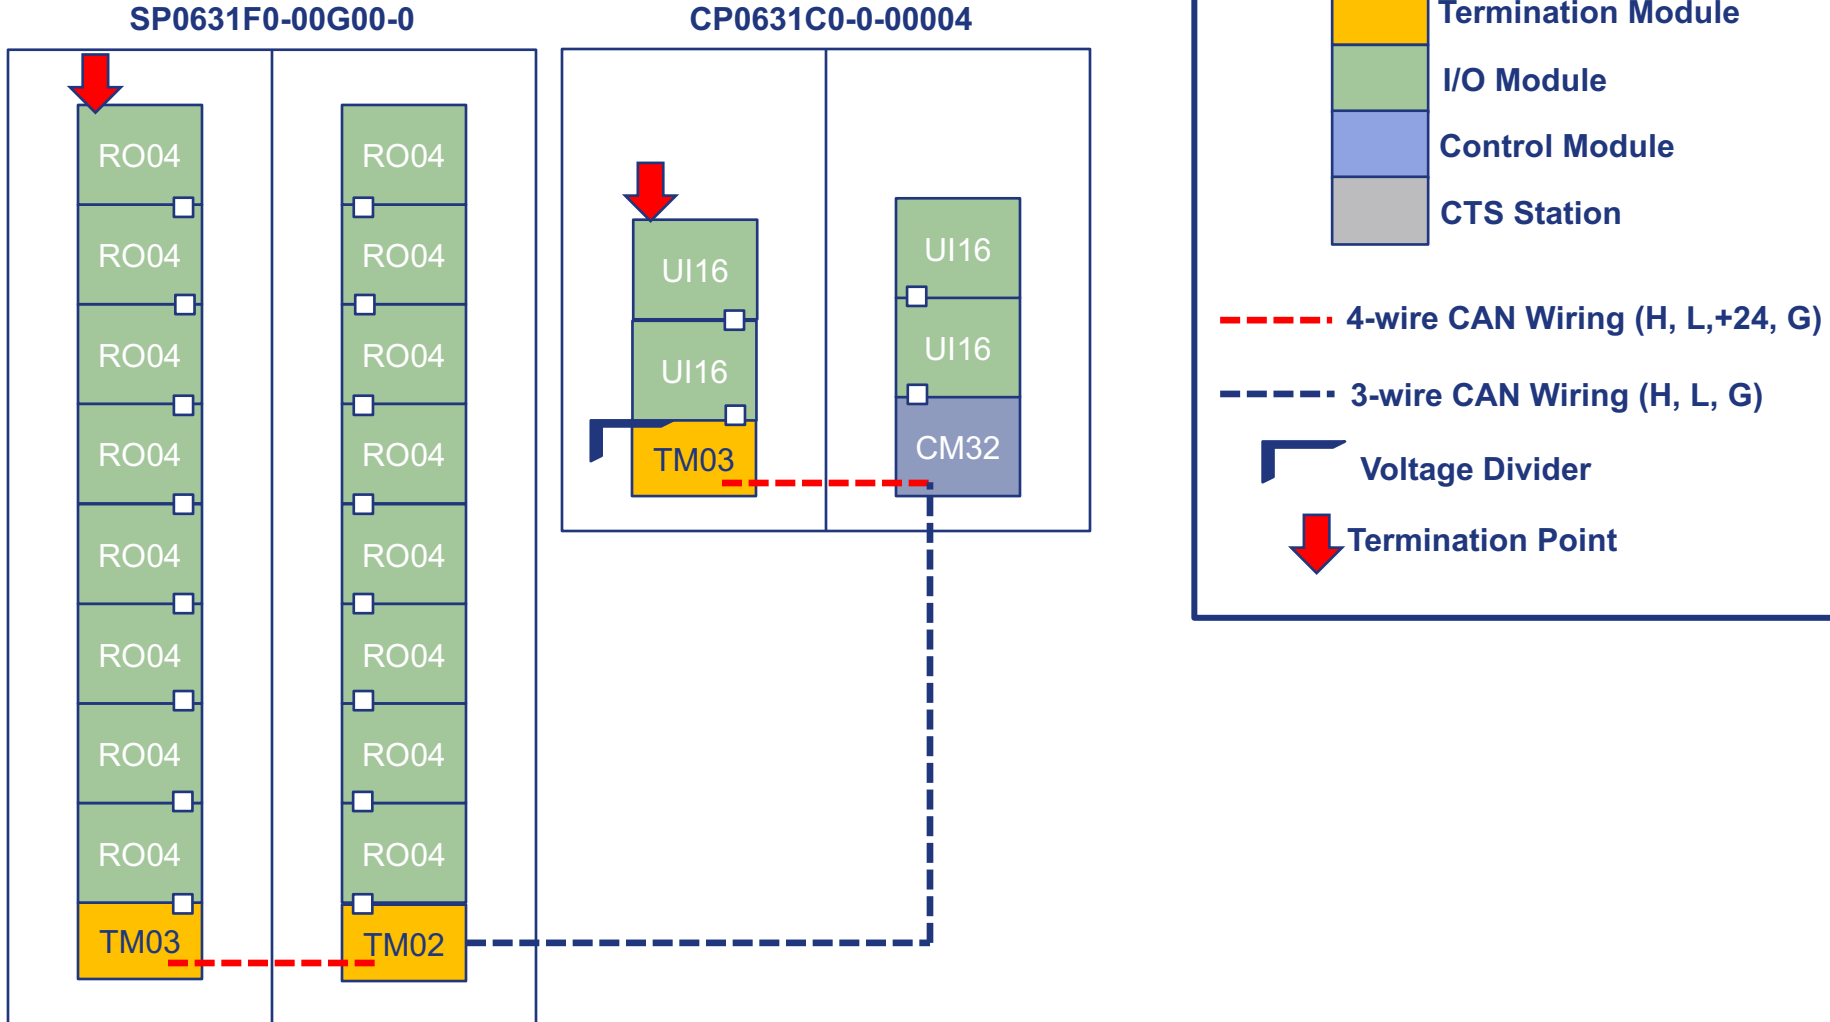 SP0631F0-00G00-0
RO04
RO04
RO04
RO04
RO04
RO04
RO04
RO04
TM03
RO04
RO04
RO04
RO04
RO04
RO04
RO04
RO04
TM02
CP0631C0-0-00004
UI16
UI16
TM03
UI16
UI16
CM32
Termination Module
I/O Module
Control Module
CTS Station
4-wire CAN Wiring (H, L,+24, G)
3-wire CAN Wiring (H, L, G)
Voltage Divider
Termination Point